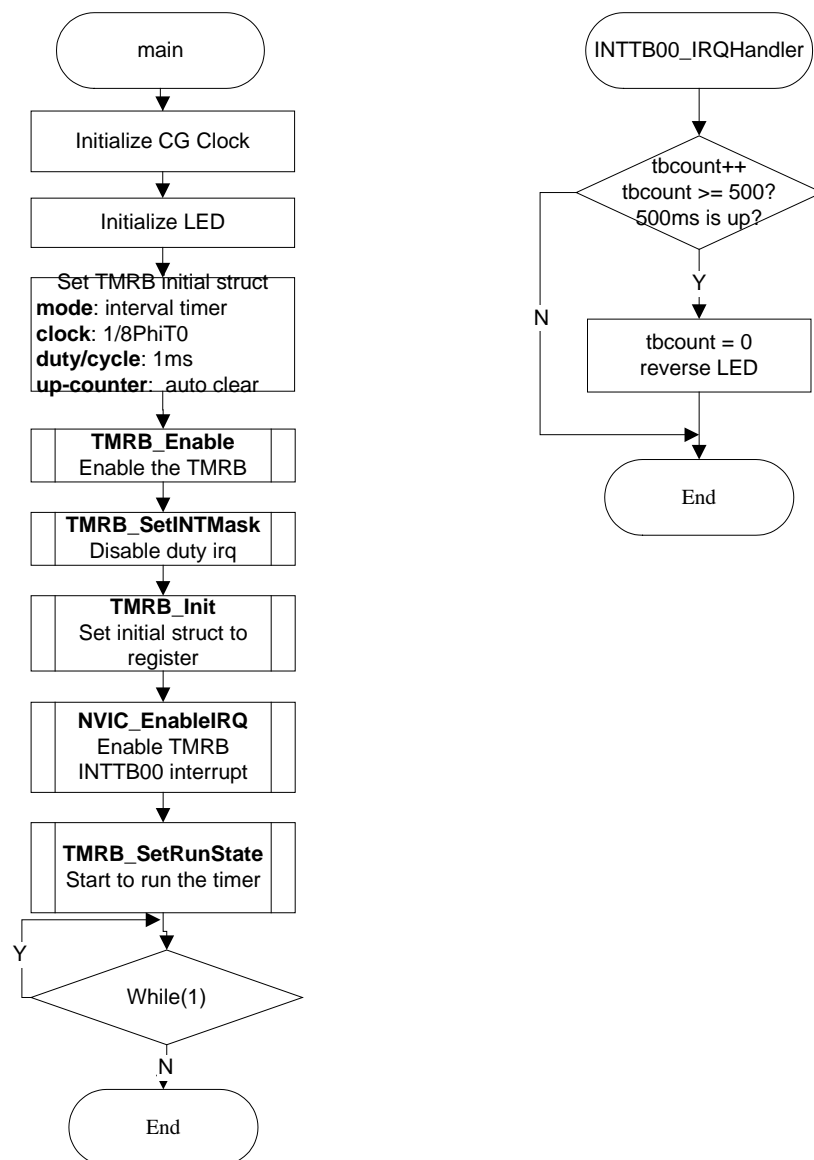 main
Initialize CG Clock
Initialize LED
Set TMRB initial struct
mode: interval timer
clock: 1/8PhiT0
duty/cycle: 1ms
up-counter: auto clear
TMRB_Enable
Enable the TMRB
TMRB_SetINTMask
Disable duty irq
TMRB_Init
Set initial struct to
register
NVIC_EnableIRQ
Enable TMRB
INTTB00 interrupt
TMRB_SetRunState
Start to run the timer
Y
While(1)
N
End
INTTB00_IRQHandler
tbcount++
tbcount >= 500?
500ms is up?
Y
N
tbcount = 0
reverse LED
End